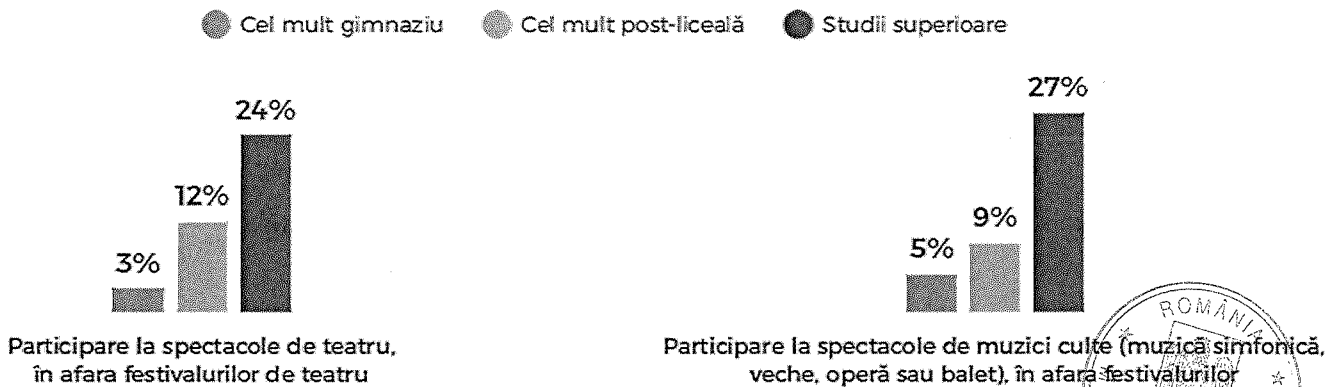 Cel mult gimnaziu Cel mult post-liceală Studii superioare
24%
12%
3%
27%
9%
5%
Participare la spectacole de teatru,
în afara festivalurilor de teatru
Participare la spectacole de muzici culte (muzică simfonică,
veche, operă sau balet), în afara festivalurilor
ROMÂNIA